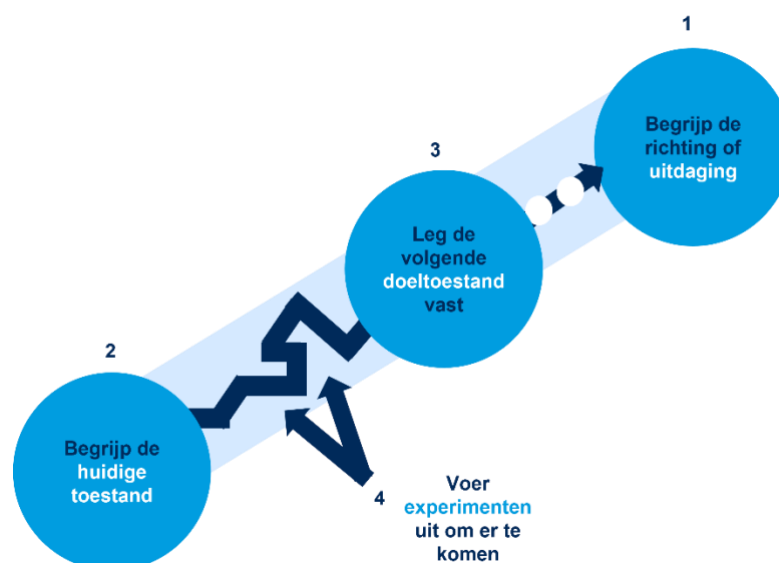 1
Begrijp de
richting of
uitdaging
3
Leg de
volgende
doeltoestand
vast
2
Begrijp de
huidige
toestand
4
Voer
experimenten
uit om er te
komen